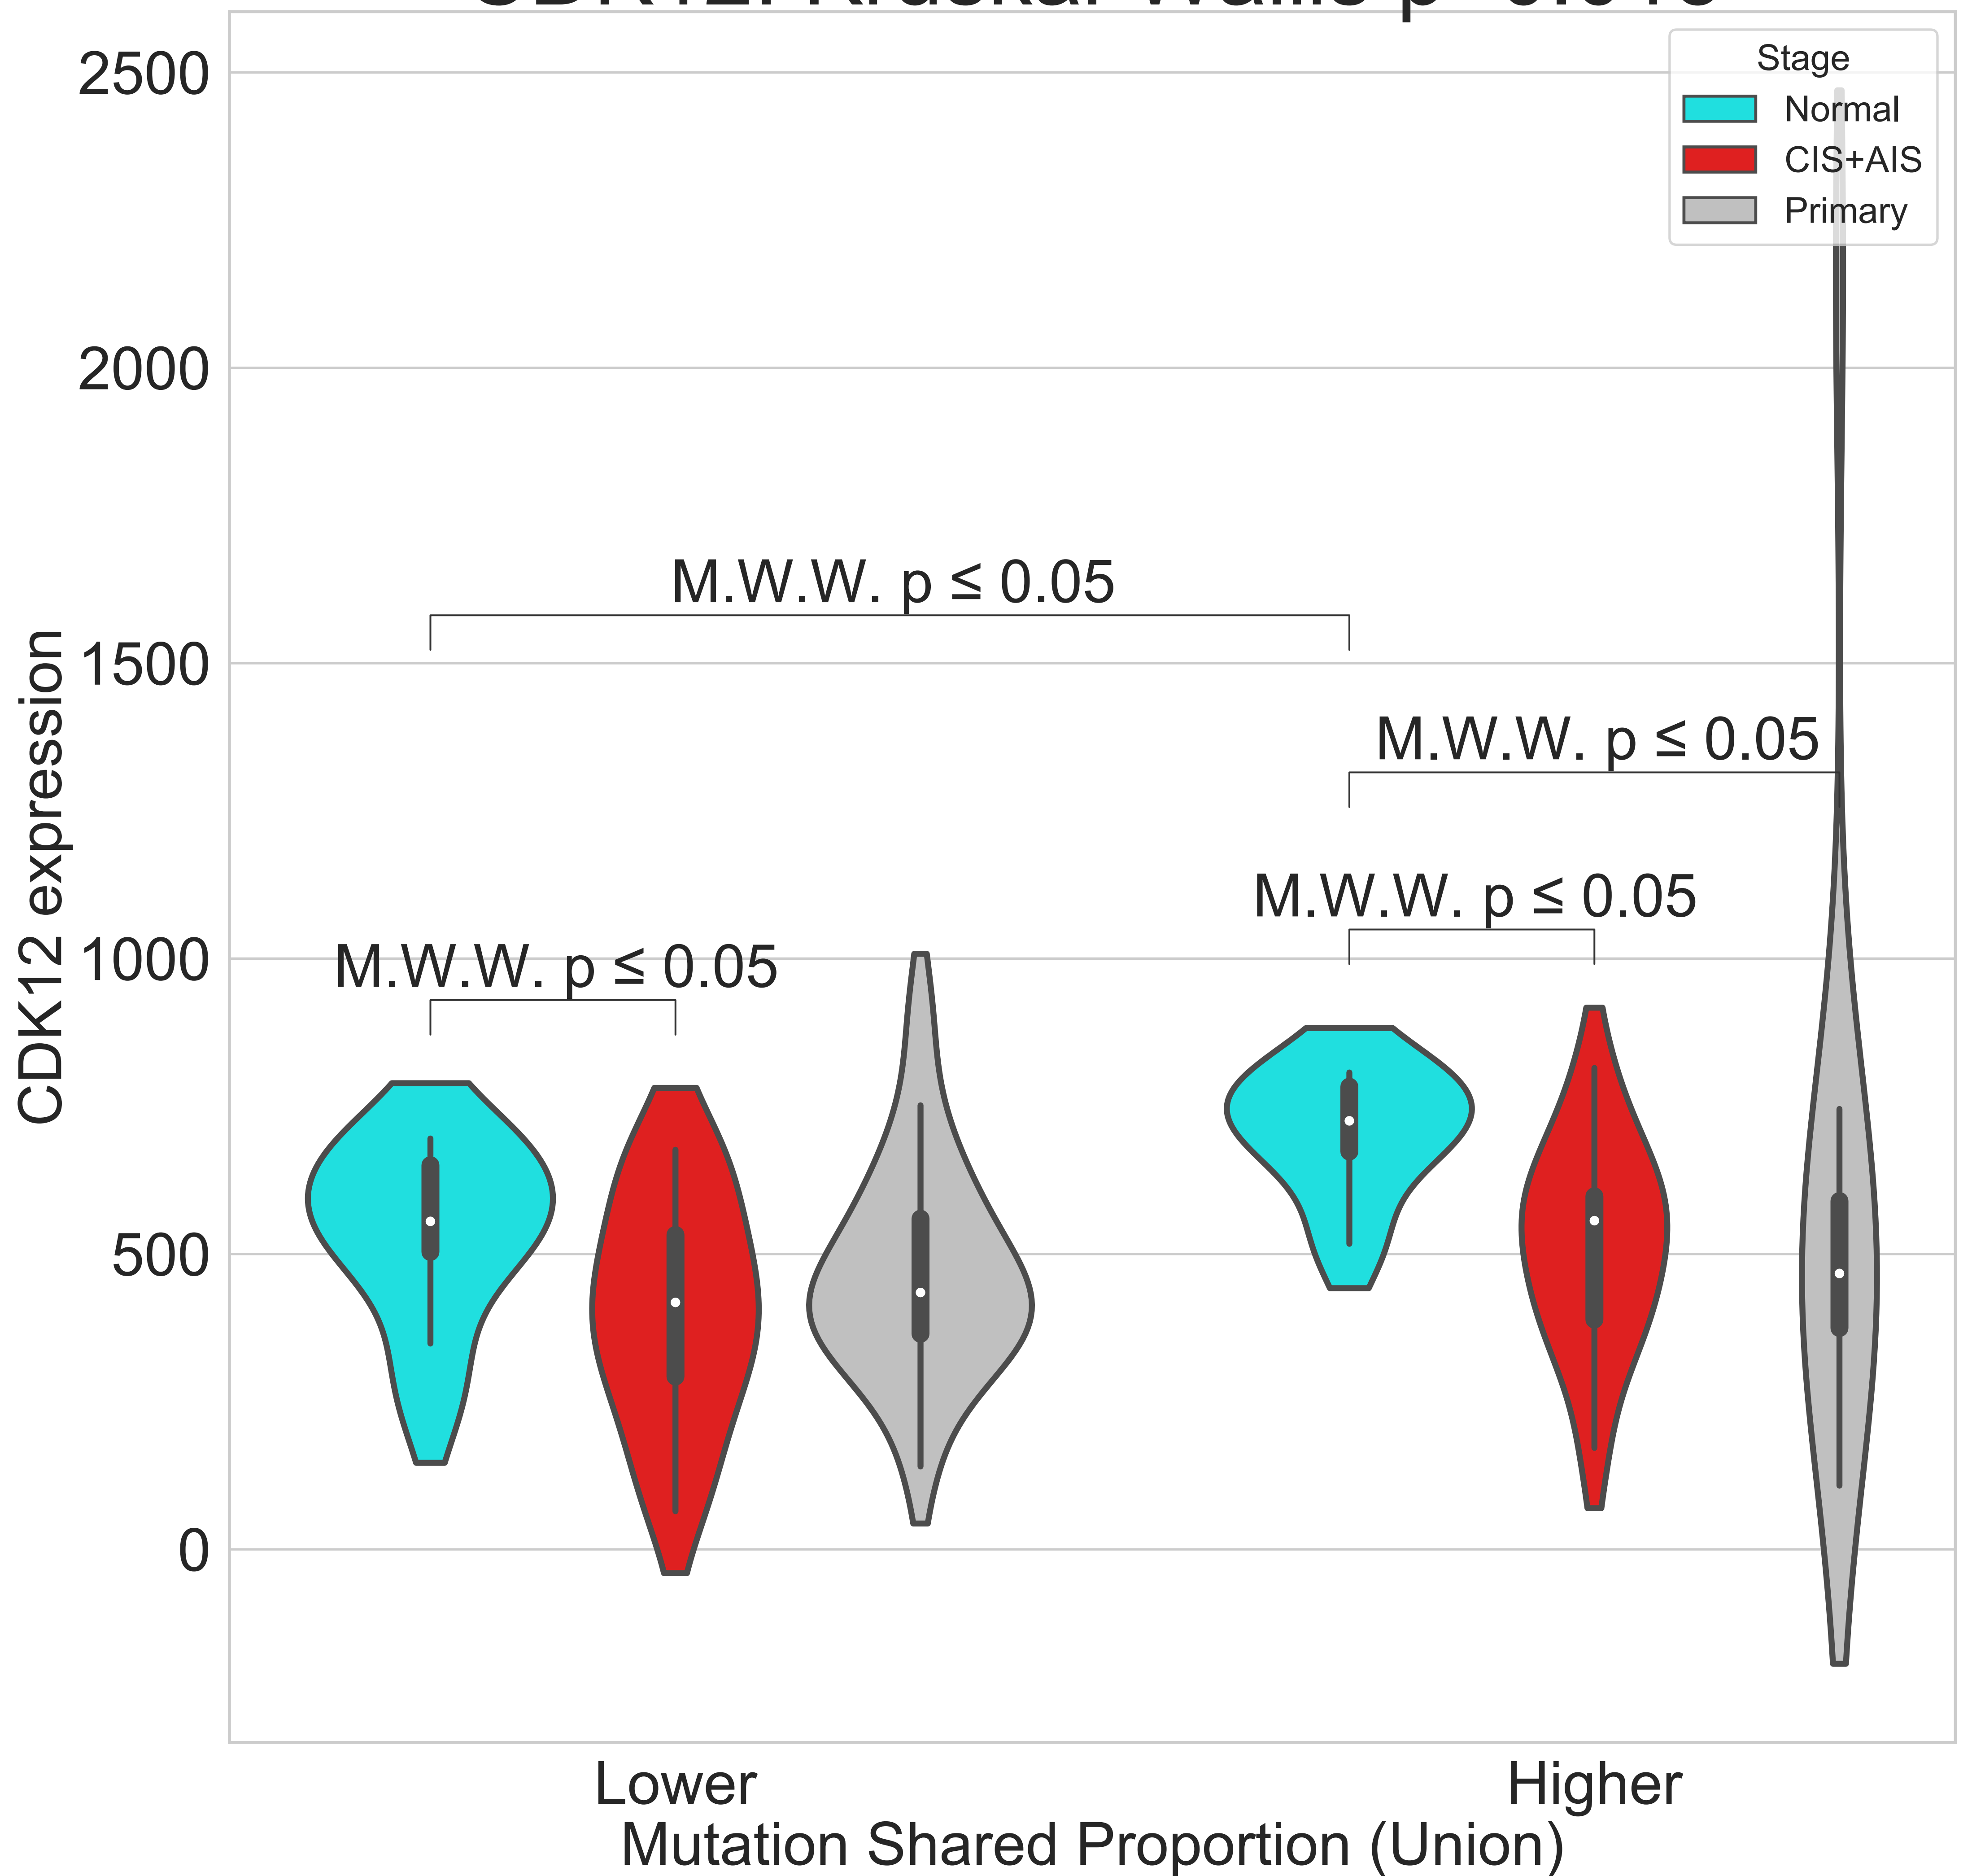 2500
2000
1500
1000
500
0
CDK12 expression
Stage
Normal
CIS+AIS
Primary
M.W.W. p ≤ 0.05
M.W.W. p ≤ 0.05
M.W.W. p ≤ 0.05
M.W.W. p ≤ 0.05
Lower
Higher
Mutation Shared Proportion (Union)